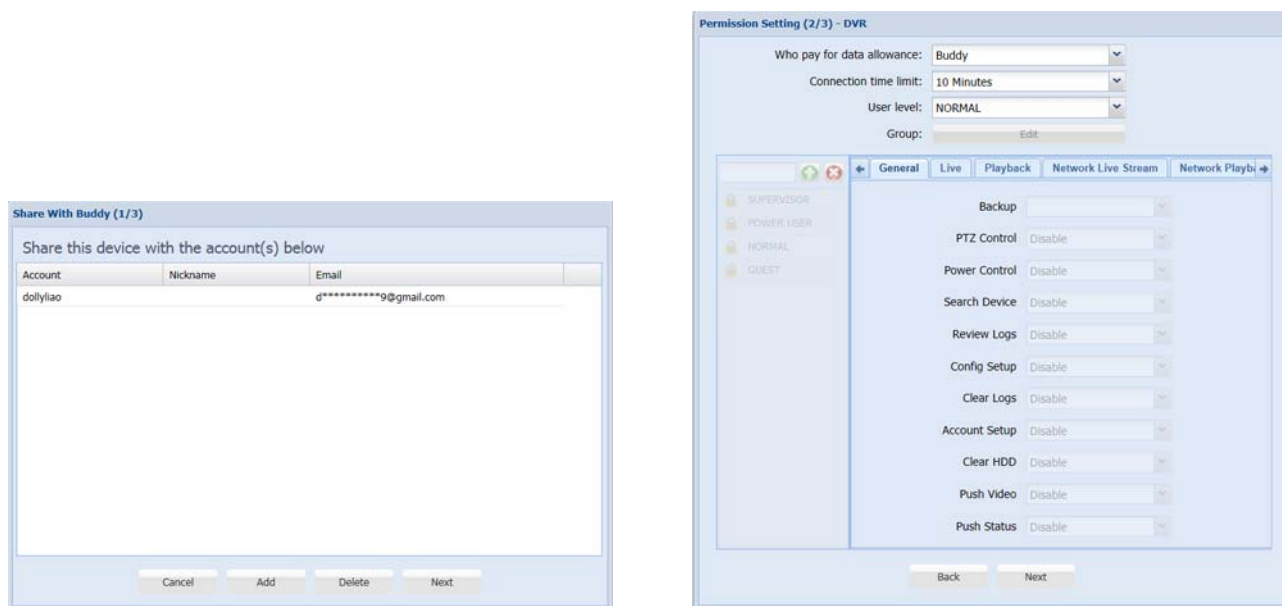 Share With Buddy (1/3)
Share this device with the account(s) below
Account Nickname Email
dollyliao d**********9@gmail.com
Cancel Add Delete Next
Permission Setting (2/3) - DVR
Who pay for data allowance: Buddy
Connection time limit: 10 Minutes
User level: NORMAL
Group: Edit
General Live Playback Network Live Stream Network Playba
SUPERVISOR
POWER USER
NORMAL
GUEST
Backup
PTZ Control Disable
Power Control Disable
Search Device Disable
Review Logs Disable
Config Setup Disable
Clear Logs Disable
Account Setup Disable
Clear HDD Disable
Push Video Disable
Push Status Disable
Back Next